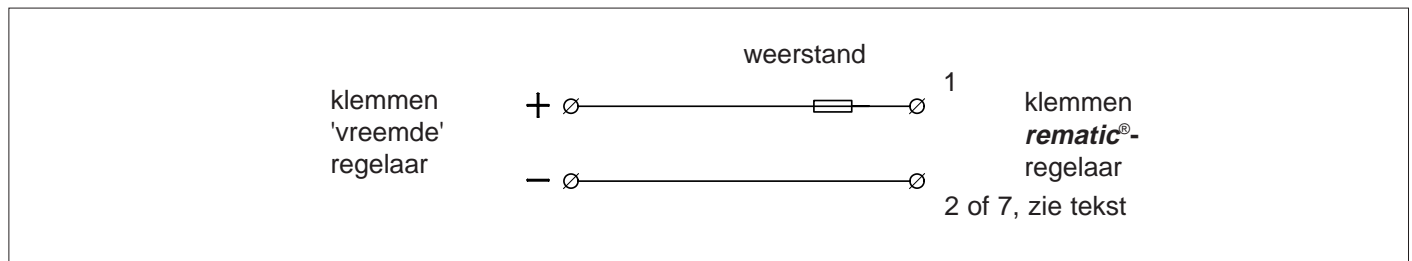 weerstand
1
klemmen
'vreemde'
regelaar
+
−
klemmen
rematic®-
regelaar
2 of 7, zie tekst